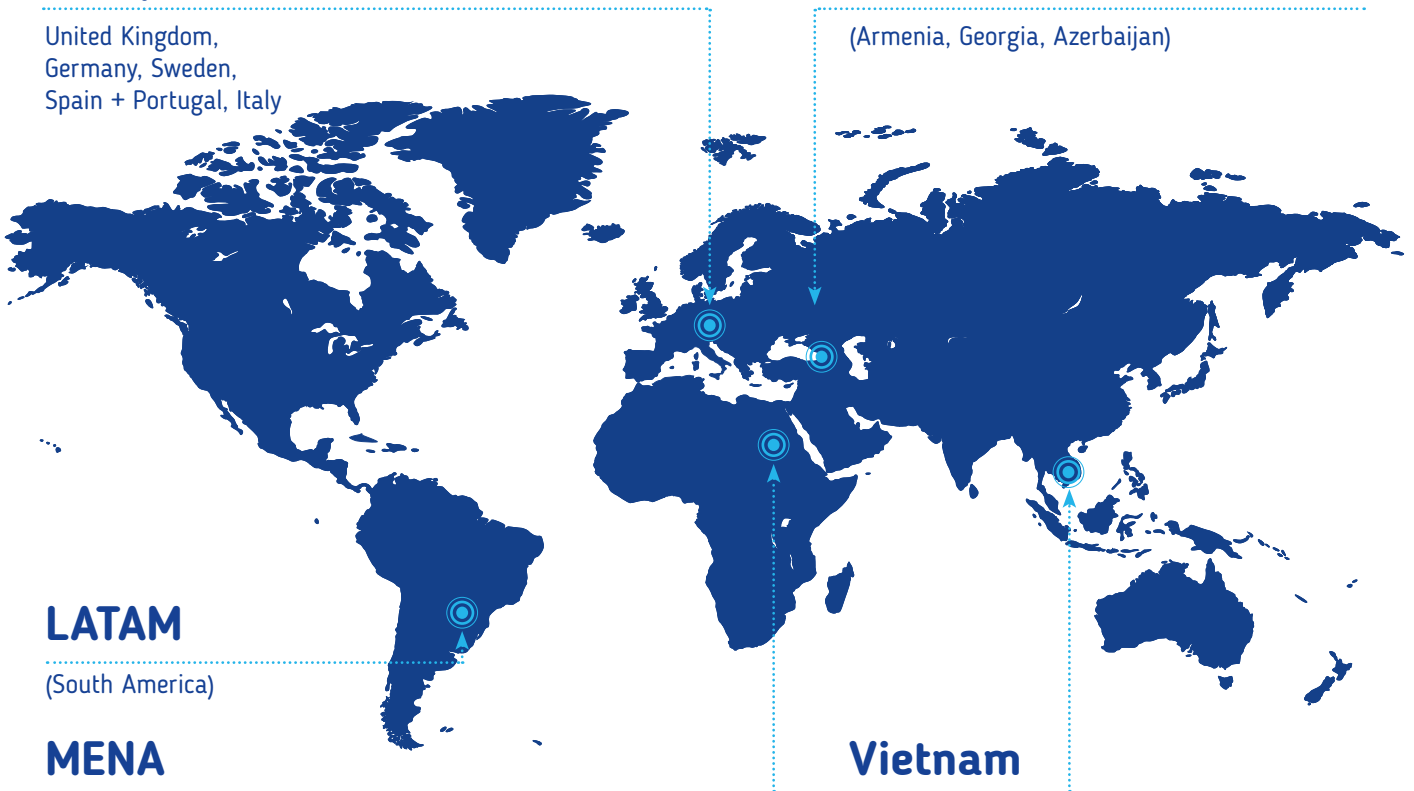 United Kingdom,
Germany, Sweden,
Spain + Portugal, Italy
(Armenia, Georgia, Azerbaijan)
LATAM
(South America)
MENA
Vietnam